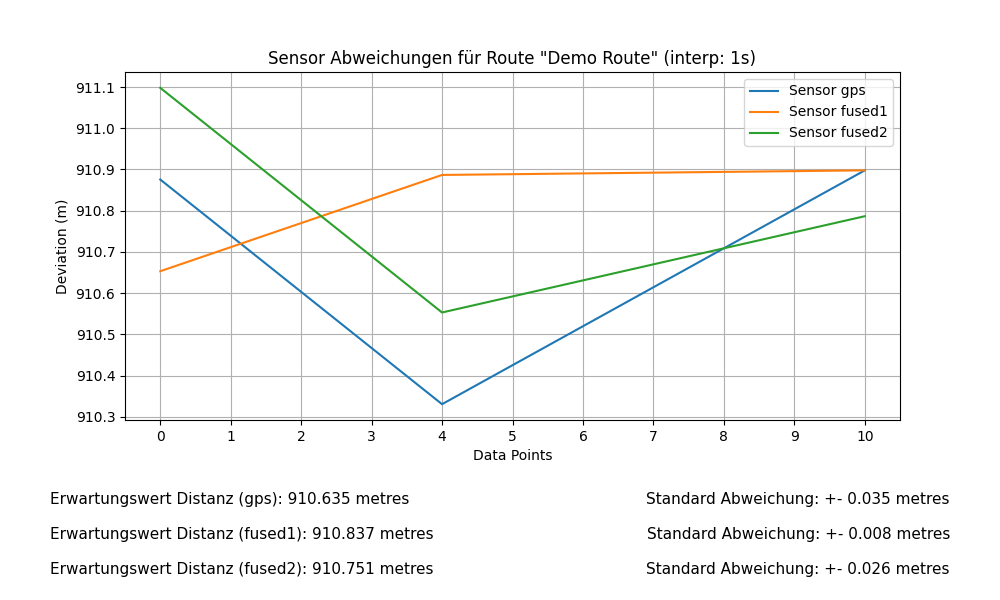 Sensor Abweichungen für Route "Demo Route" (interp: 1s)
Sensor gps
Sensor fused1
Sensor fused2
Deviation (m)
911.1
911.0
910.9
910.8
910.7
910.6
910.5
910.4
910.3
0 1 2 3 4 5 6 7 8 9 10
Data Points
Erwartungswert Distanz (gps): 910.635 metres Standard Abweichung: +- 0.035 metres
Erwartungswert Distanz (fused1): 910.837 metres Standard Abweichung: +- 0.008 metres
Erwartungswert Distanz (fused2): 910.751 metres Standard Abweichung: +- 0.026 metres